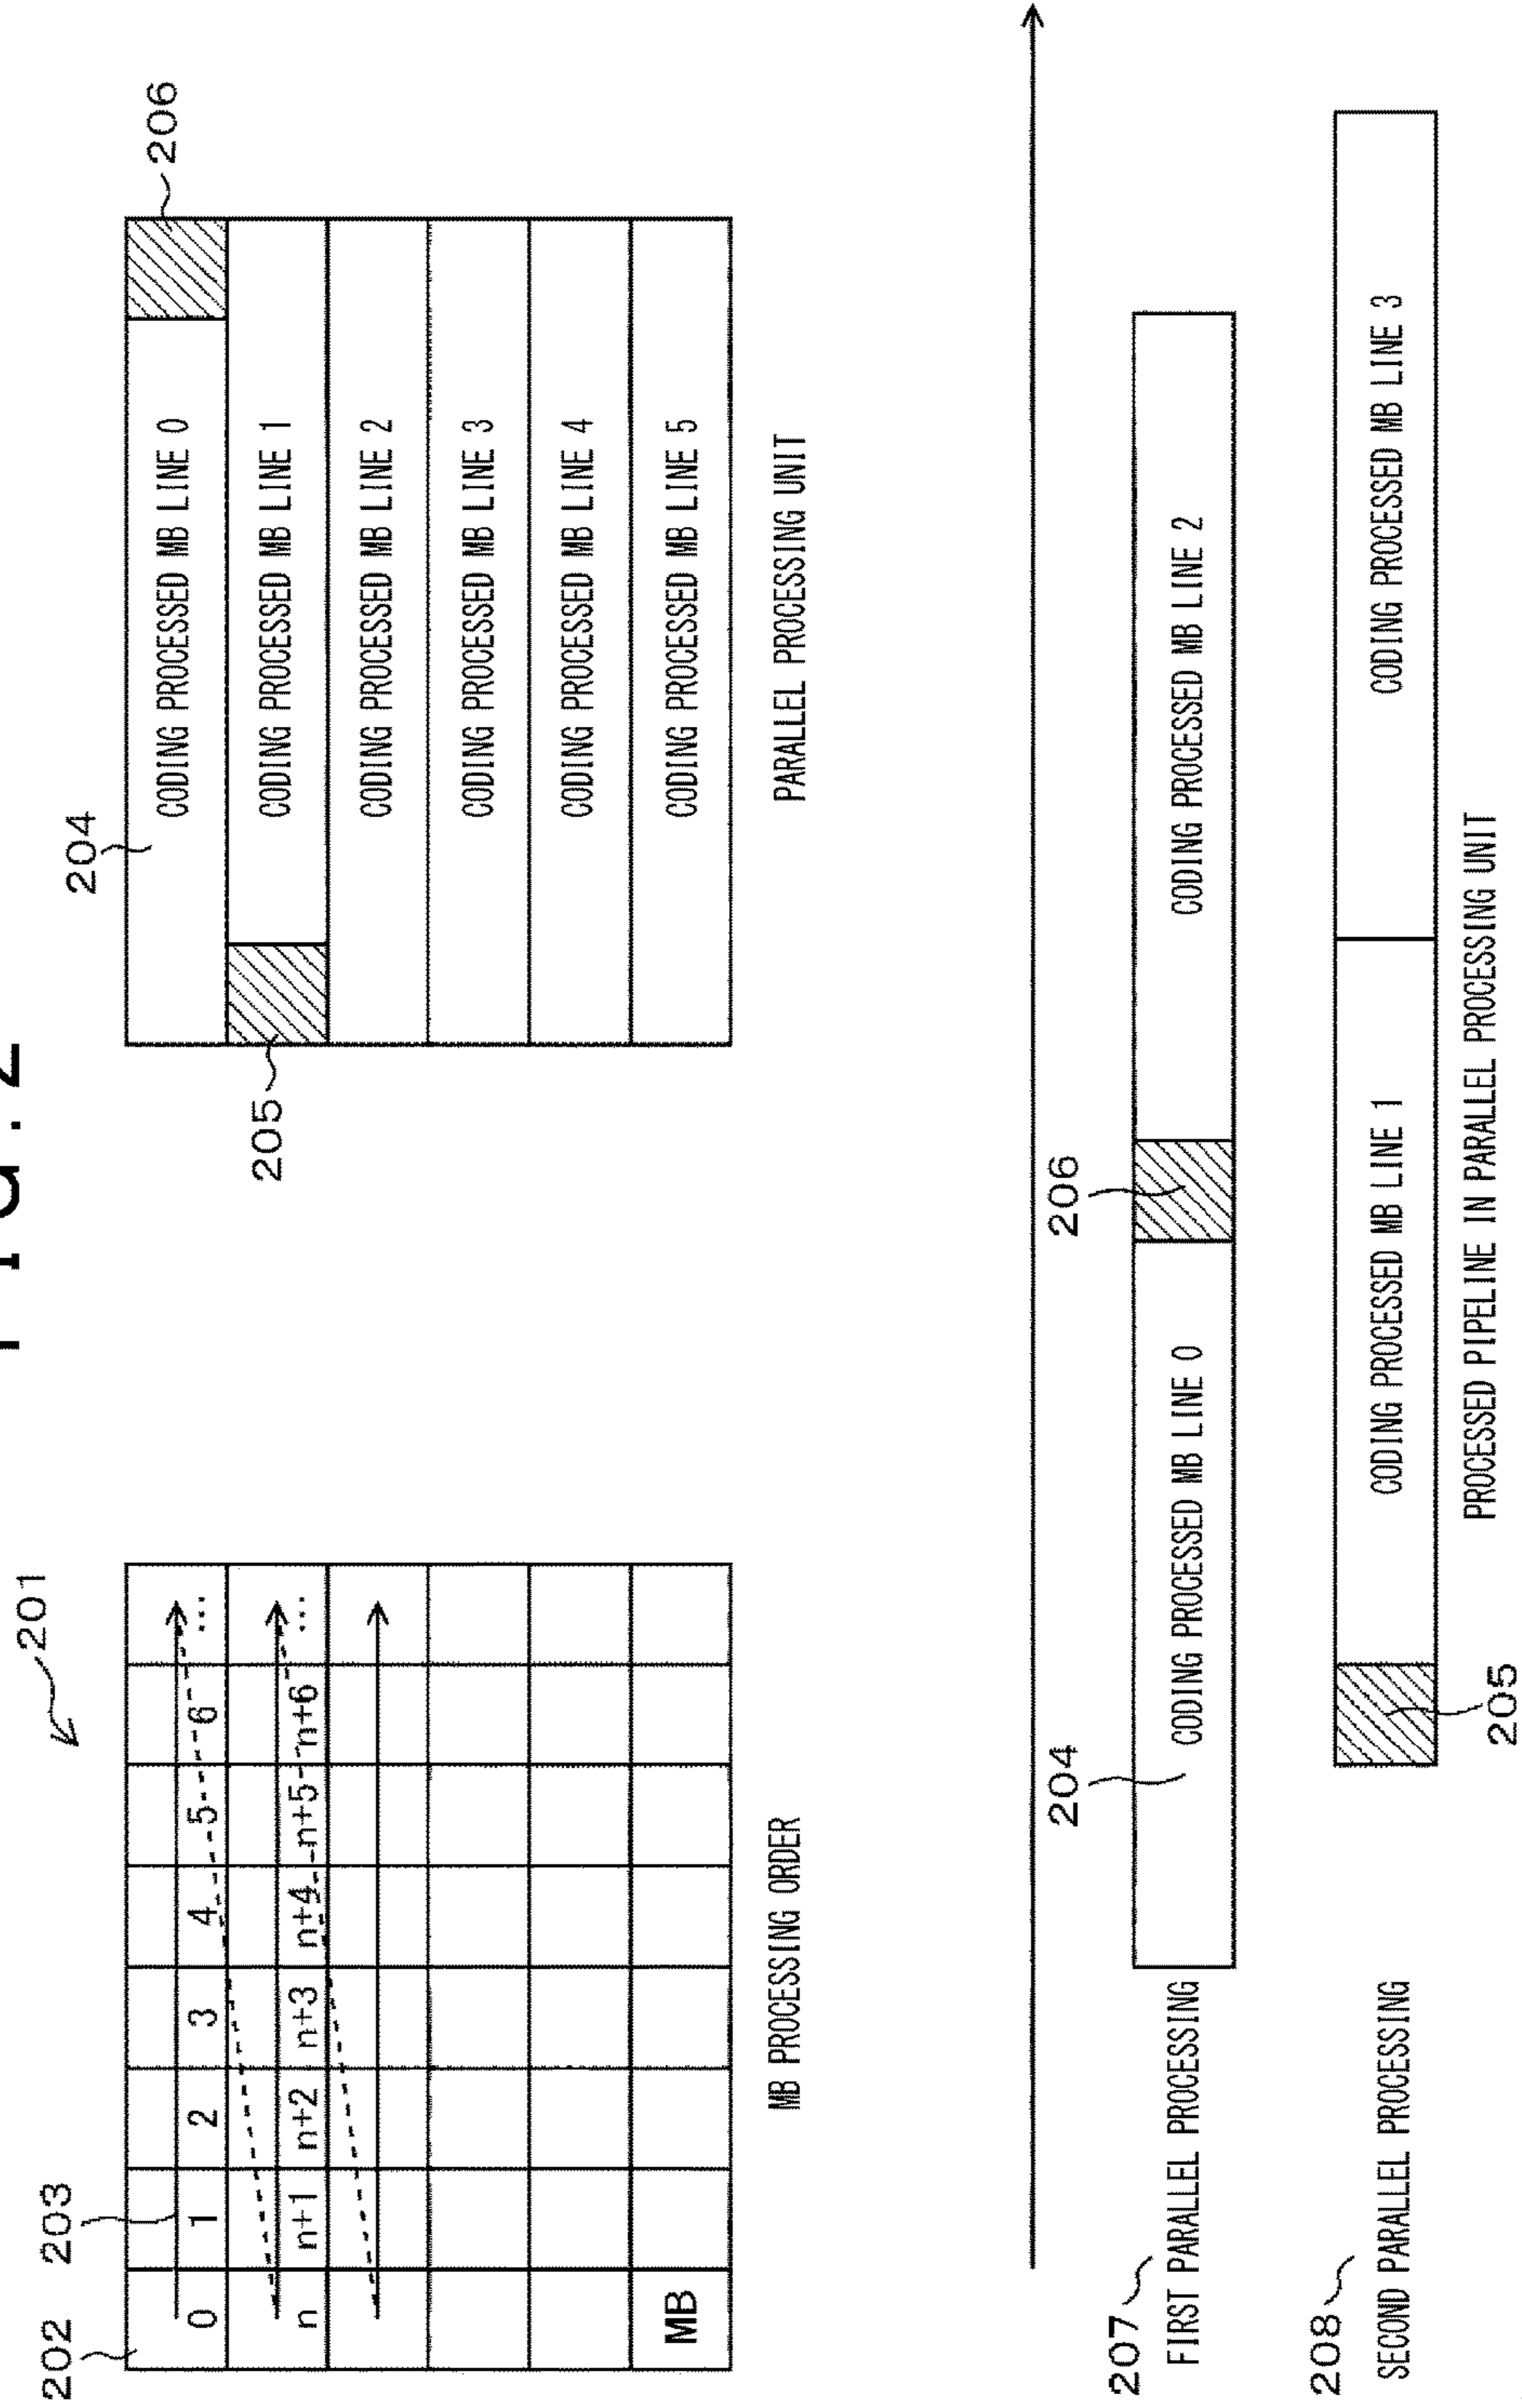 FIG. 2
201
202
203
0 1 2 3 4 5 6 ...
n n+1 n+2 n+3 n+4 n+5 n+6 ...
MB
MB PROCESSING ORDER
204
206
CODING PROCESSED MB LINE 0
CODING PROCESSED MB LINE 1
205
CODING PROCESSED MB LINE 2
CODING PROCESSED MB LINE 3
CODING PROCESSED MB LINE 4
CODING PROCESSED MB LINE 5
PARALLEL PROCESSING UNIT
204
206
207
FIRST PARALLEL PROCESSING
CODING PROCESSED MB LINE 0
CODING PROCESSED MB LINE 2
208
SECOND PARALLEL PROCESSING
CODING PROCESSED MB LINE 1
CODING PROCESSED MB LINE 3
205
PROCESSED PIPELINE IN PARALLEL PROCESSING UNIT